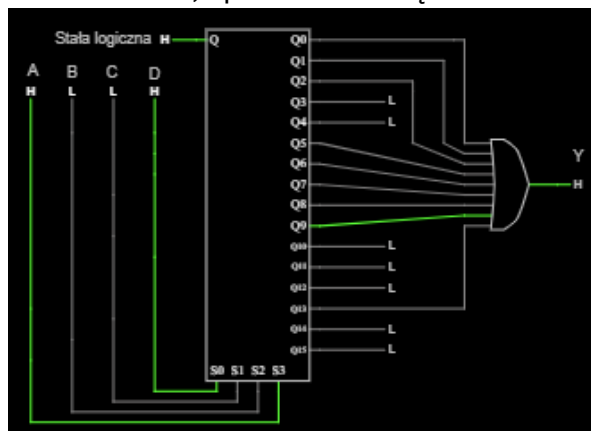 Stała logiczna H
Q
A B C D
H L L H
Q0
Q1
Q2
Q3 L
Q4 L
Q5
Q6
Q7
Q8
Q9
Q10 L
Q11 L
Q12 L
Q13
Q14 L
Q15 L
S0 S1 S2 S3
Y
H